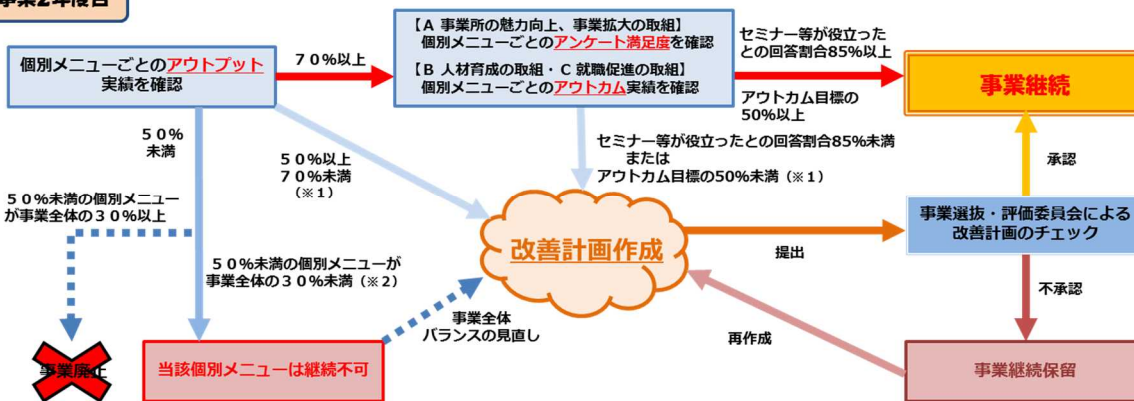 事業2年度目
【A 事業所の魅力向上、事業拡大の取組】
個別メニューごとのアンケート満足度を確認
【B 人材育成の取組・C 就職促進の取組】
個別メニューごとのアウトカム実績を確認
個別メニューごとのアウトプット
実績を確認
70%以上
セミナー等が役立った
との回答割合85%以上
アウトカム目標の
50%以上
事業継続
50%
未満
50%以上
70%未満
(※1)
セミナー等が役立ったとの回答割合85%未満
または
アウトカム目標の50%未満(※1)
承認
50%未満の個別メニュー
が事業全体の30%以上
事業選抜・評価委員会による
改善計画のチェック
改善計画作成
提出
50%未満の個別メニューが
事業全体の30%未満(※2)
不承認
事業全体
バランスの見直し
再作成
事業廃止
当該個別メニューは継続不可
事業継続保留